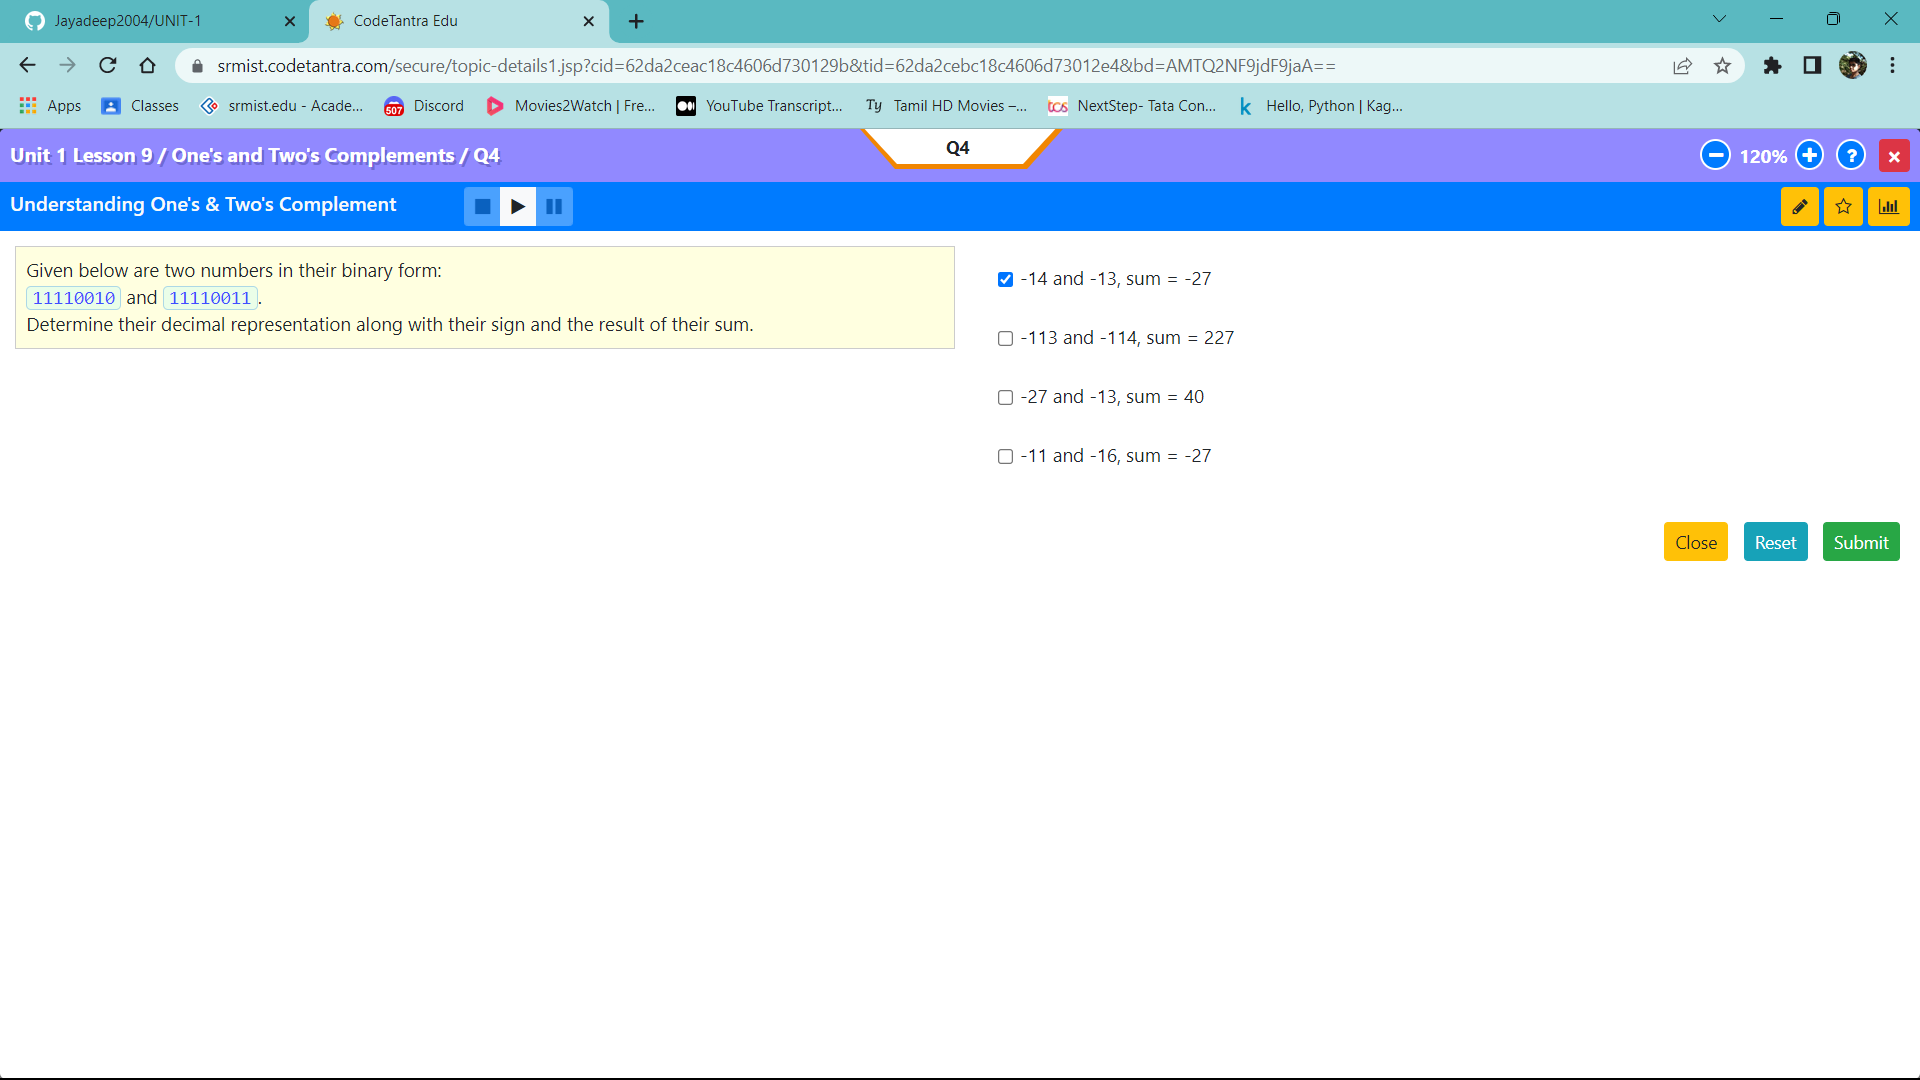 Jayadeep2004/UNIT-1
CodeTantra Edu
srmist.codetantra.com/secure/topic-details1.jsp?cid=62da2ceac18c4606d730129b&tid=62da2cebc18c4606d73012e4&bd=AMTQ2NF9jdF9jaA==
Apps Classes srmist.edu - Acade... 507 Discord Movies2Watch | Fre... YouTube Transcript... Ty Tamil HD Movies –... tcs NextStep- Tata Con... k Hello, Python | Kag...
Unit 1 Lesson 9 / One's and Two's Complements / Q4
Q4
120%
?
Understanding One's & Two's Complement
Given below are two numbers in their binary form:
11110010 and 11110011.
Determine their decimal representation along with their sign and the result of their sum.
-14 and -13, sum = -27
-113 and -114, sum = 227
-27 and -13, sum = 40
-11 and -16, sum = -27
Close Reset Submit